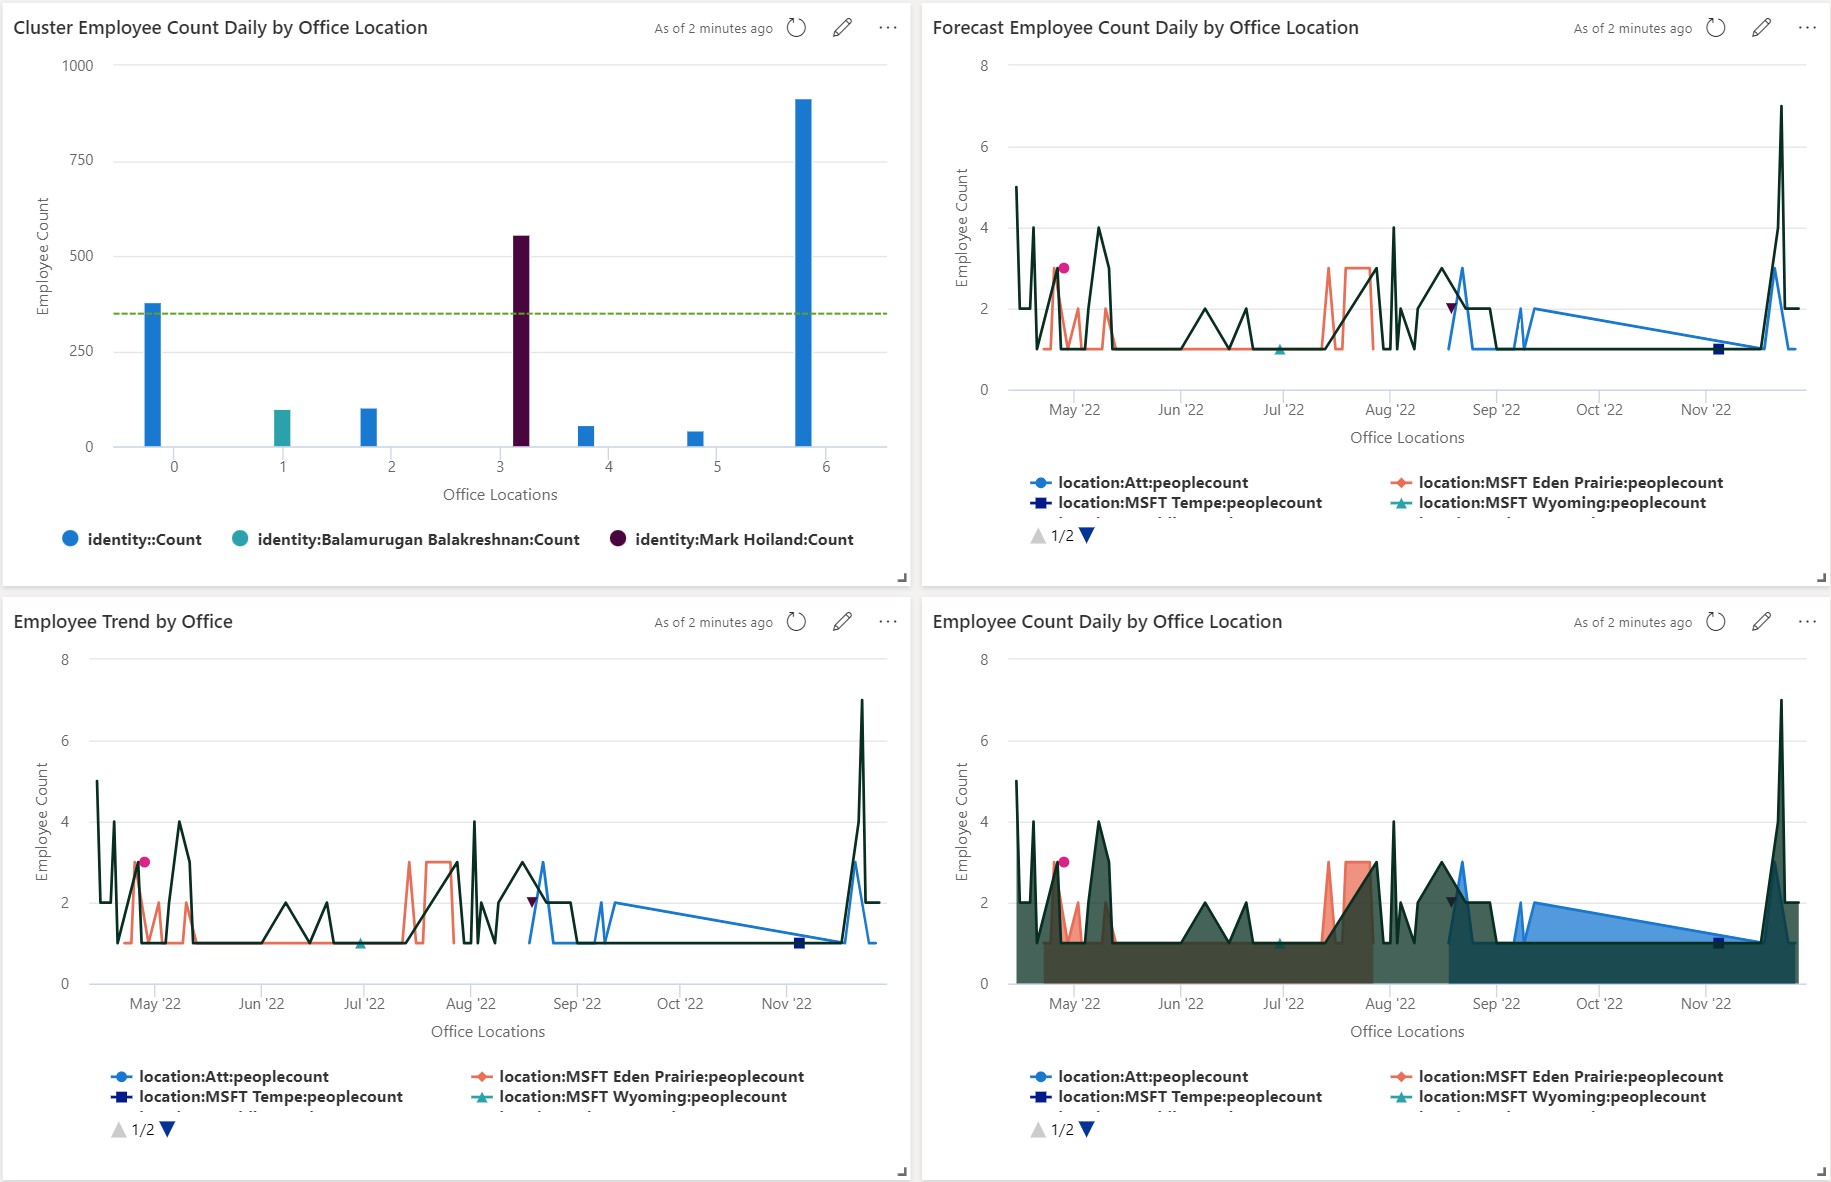 Cluster Employee Count Daily by Office Location
As of 2 minutes ago
1000
750
500
250
0
Employee Count
0 1 2 3 4 5 6
Office Locations
identity::Count identity:Balamurugan Balakreshnan:Count identity:Mark Hoiland:Count
Forecast Employee Count Daily by Office Location
As of 2 minutes ago
8
6
4
2
0
Employee Count
May '22 Jun '22 Jul '22 Aug '22 Sep '22 Oct '22 Nov '22
Office Locations
location:Att:peoplecount location:MSFT Eden Prairie:peoplecount
location:MSFT Tempe:peoplecount location:MSFT Wyoming:peoplecount
1/2
Employee Trend by Office
As of 2 minutes ago
8
6
4
2
0
Employee Count
May '22 Jun '22 Jul '22 Aug '22 Sep '22 Oct '22 Nov '22
Office Locations
location:Att:peoplecount location:MSFT Eden Prairie:peoplecount
location:MSFT Tempe:peoplecount location:MSFT Wyoming:peoplecount
1/2
Employee Count Daily by Office Location
As of 2 minutes ago
8
6
4
2
0
Employee Count
May '22 Jun '22 Jul '22 Aug '22 Sep '22 Oct '22 Nov '22
Office Locations
location:Att:peoplecount location:MSFT Eden Prairie:peoplecount
location:MSFT Tempe:peoplecount location:MSFT Wyoming:peoplecount
1/2